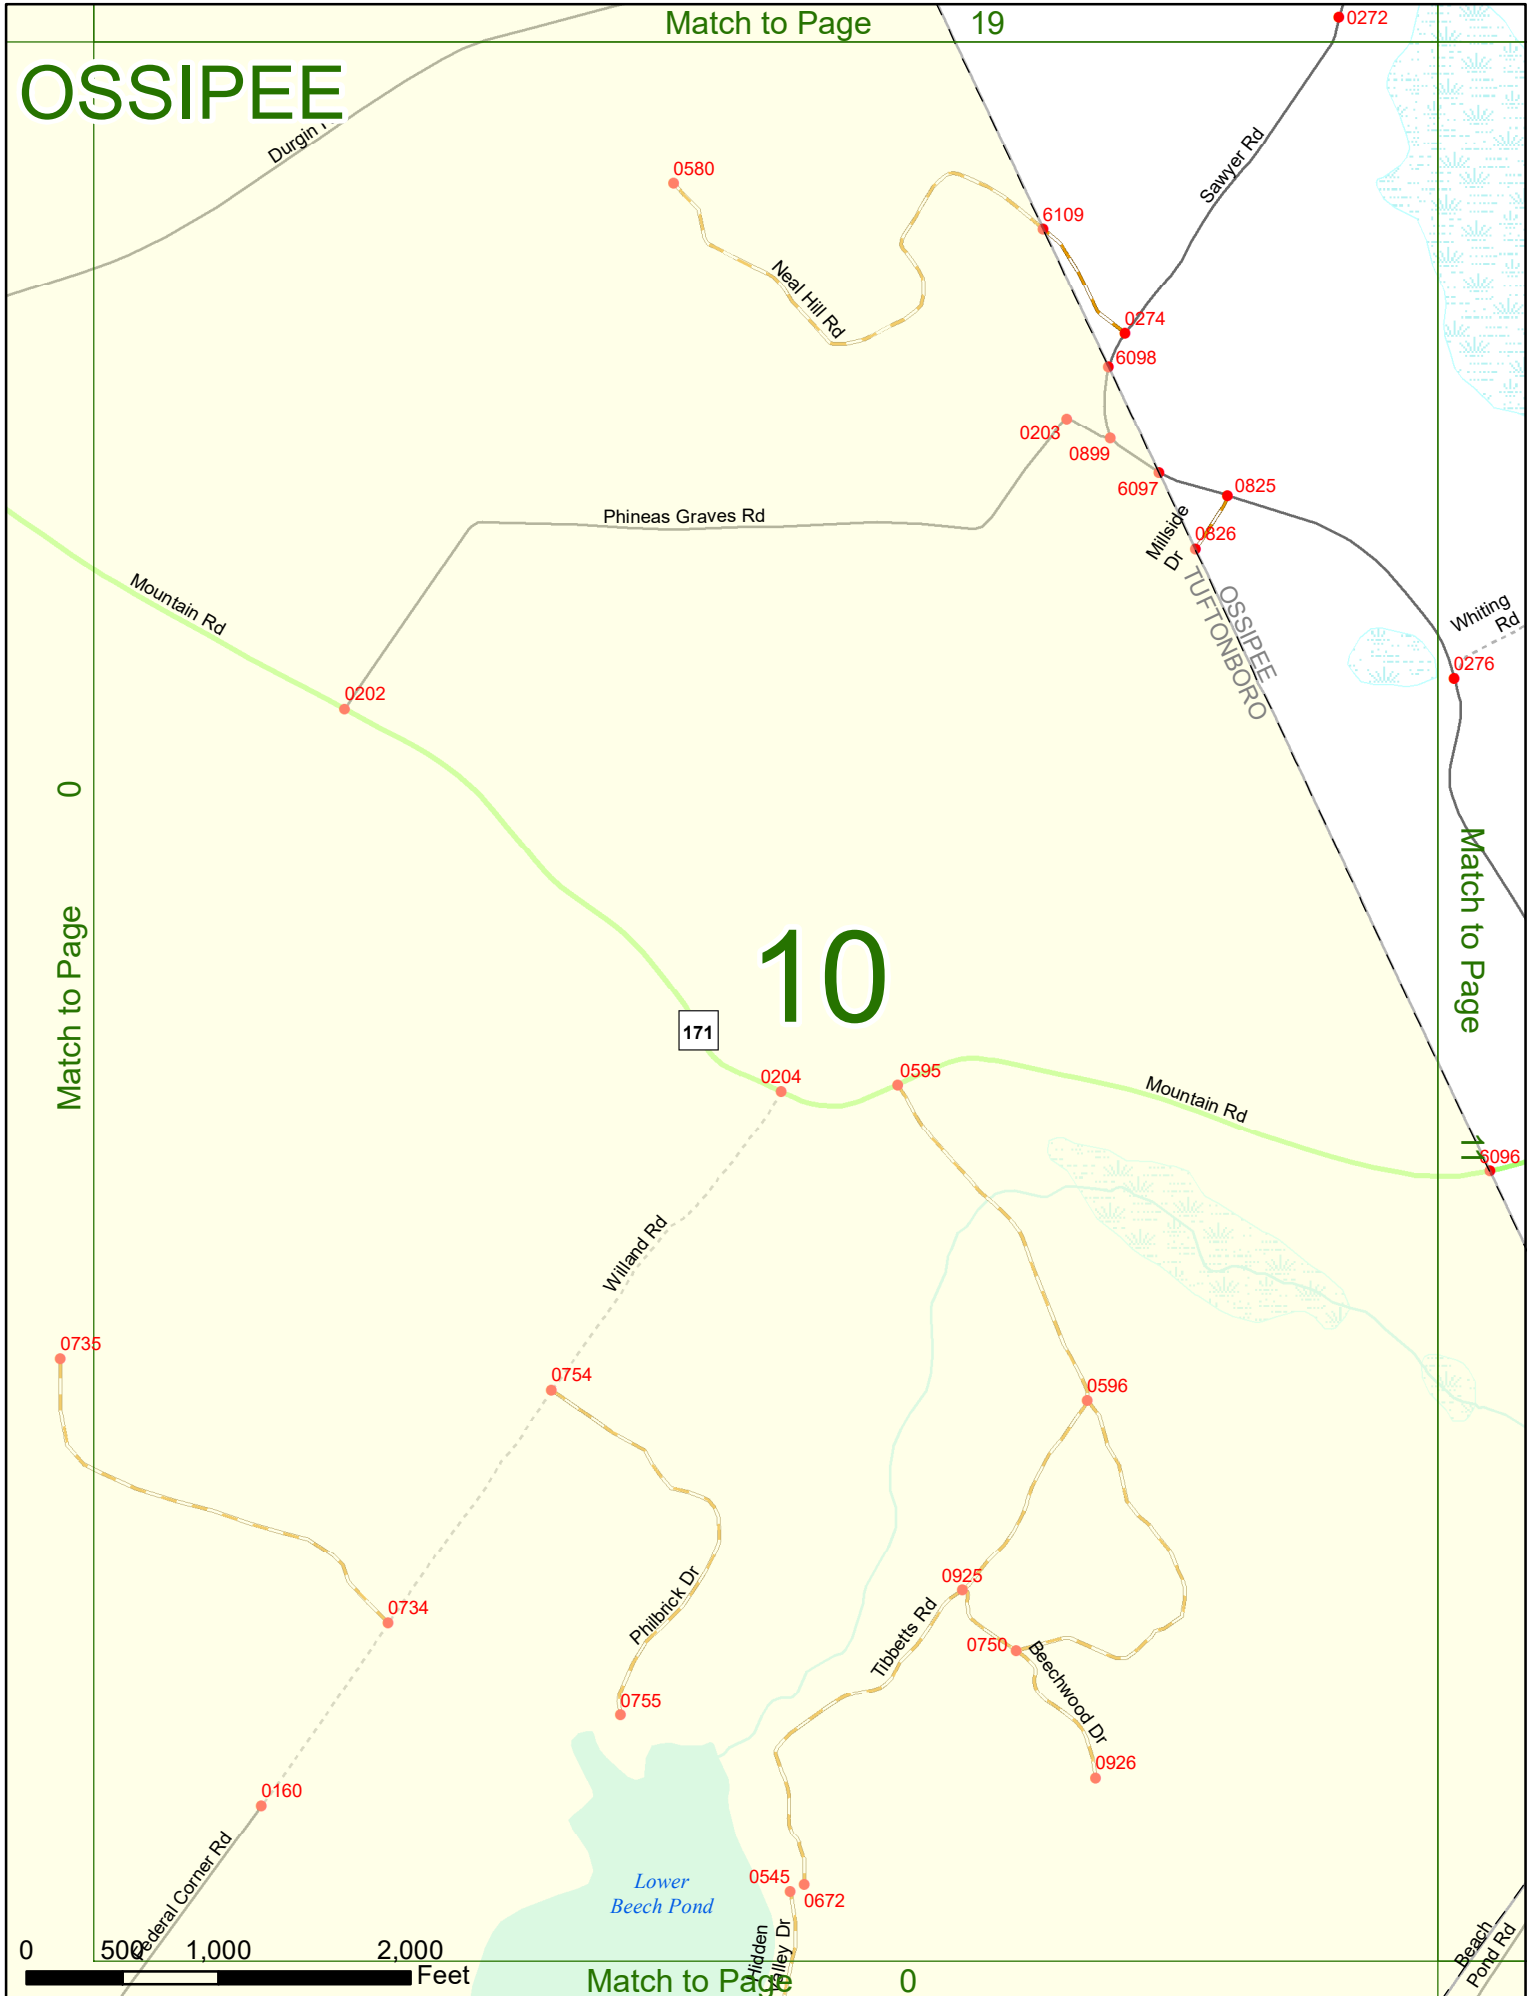 Match to Page 19
0272
OSSIPEE
Durgin
Sawyer Rd
0580
6109
Neal Hill Rd
0274
6098
0203
0899
6097
0825
Phineas Graves Rd
Millside
Dr
0826
OSSIPEE
TUFTONBORO
Mountain Rd
Whiting
Rd
0276
0202
Match to Page 0
Match to Page 11
10
171
0204
0595
Mountain Rd
6096
Willand Rd
0735
0754
0596
0925
0734
Philbrick Dr
Tibbetts Rd
0750
Beechwood Dr
0755
0926
0160
Federal Corner Rd
Lower
Beech Pond
0545
0672
Hidden
Valley Dr
Beach
Pond Rd
0 500 1,000 2,000
Feet
Match to Page 0